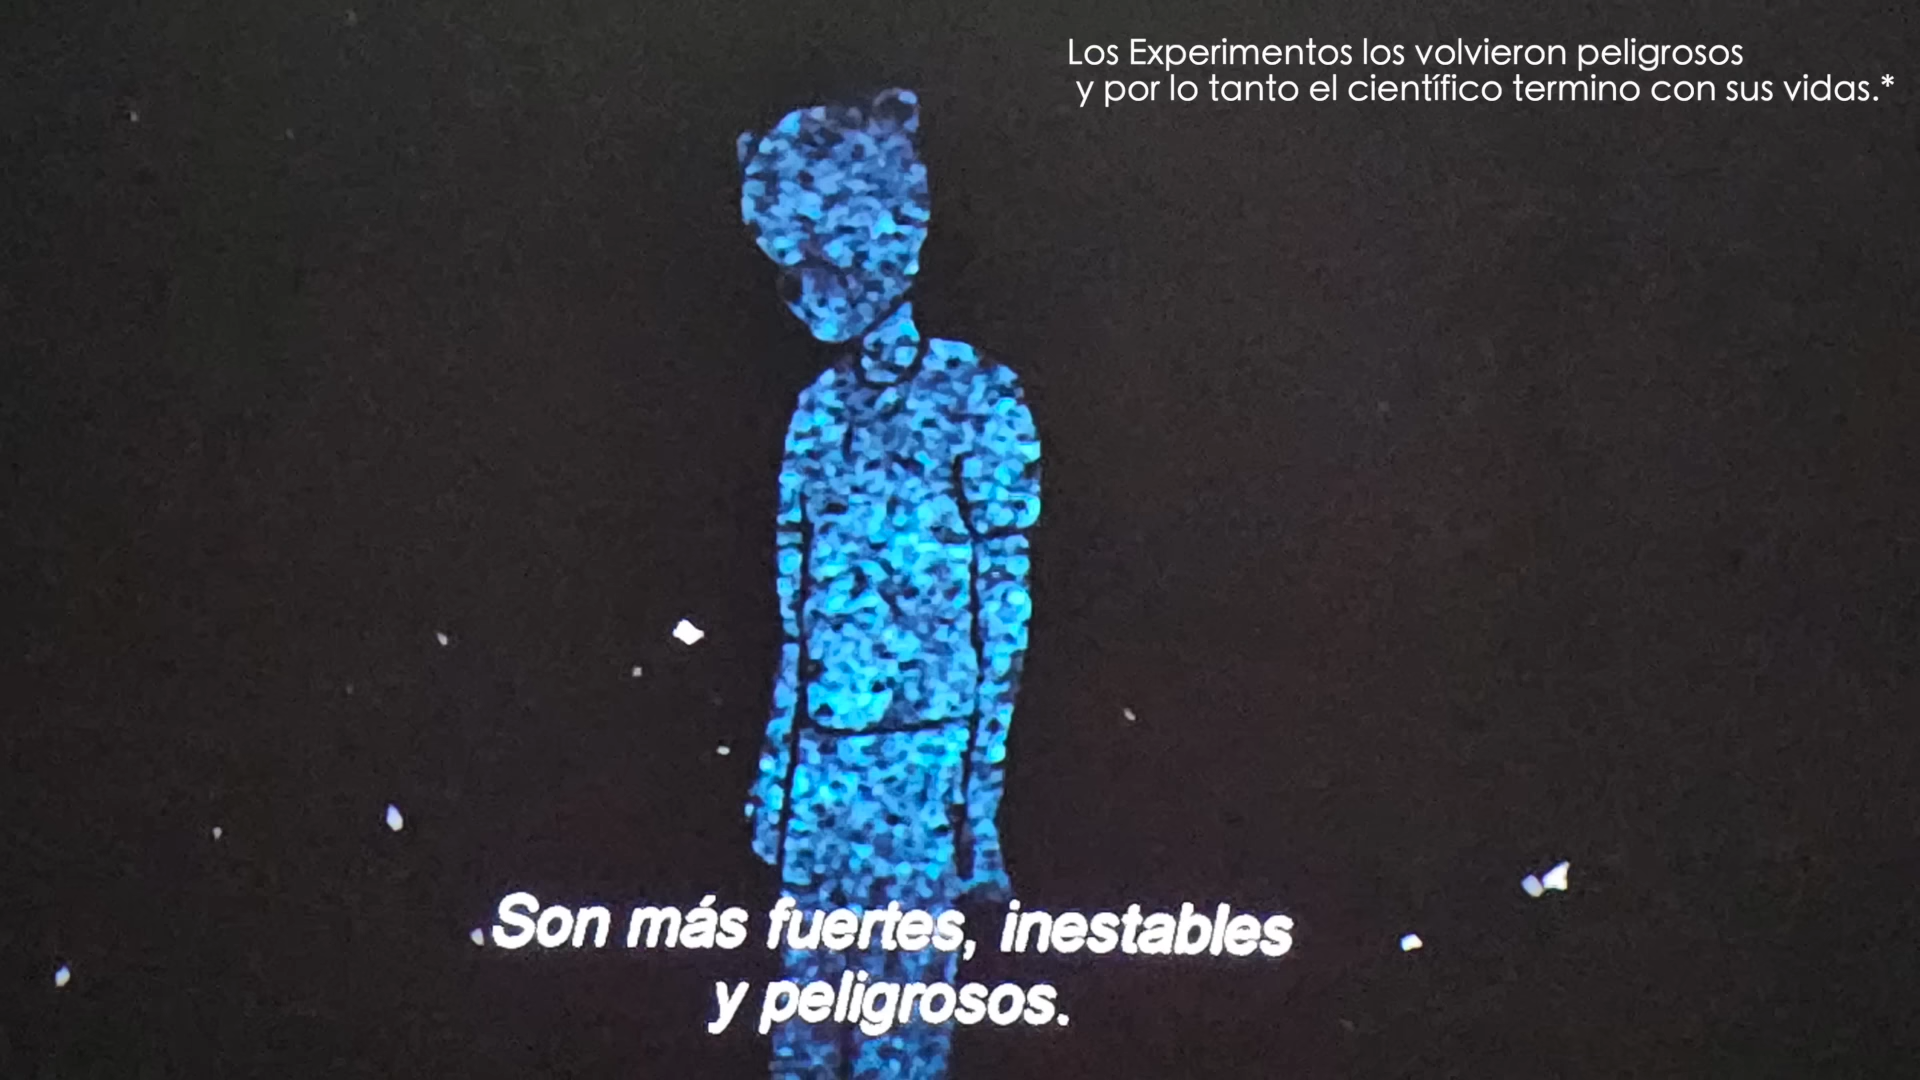 Los Experimentos los volvieron peligrosos
y por lo tanto el científico termino con sus vidas.*
Son más fuertes, inestables
y peligrosos.